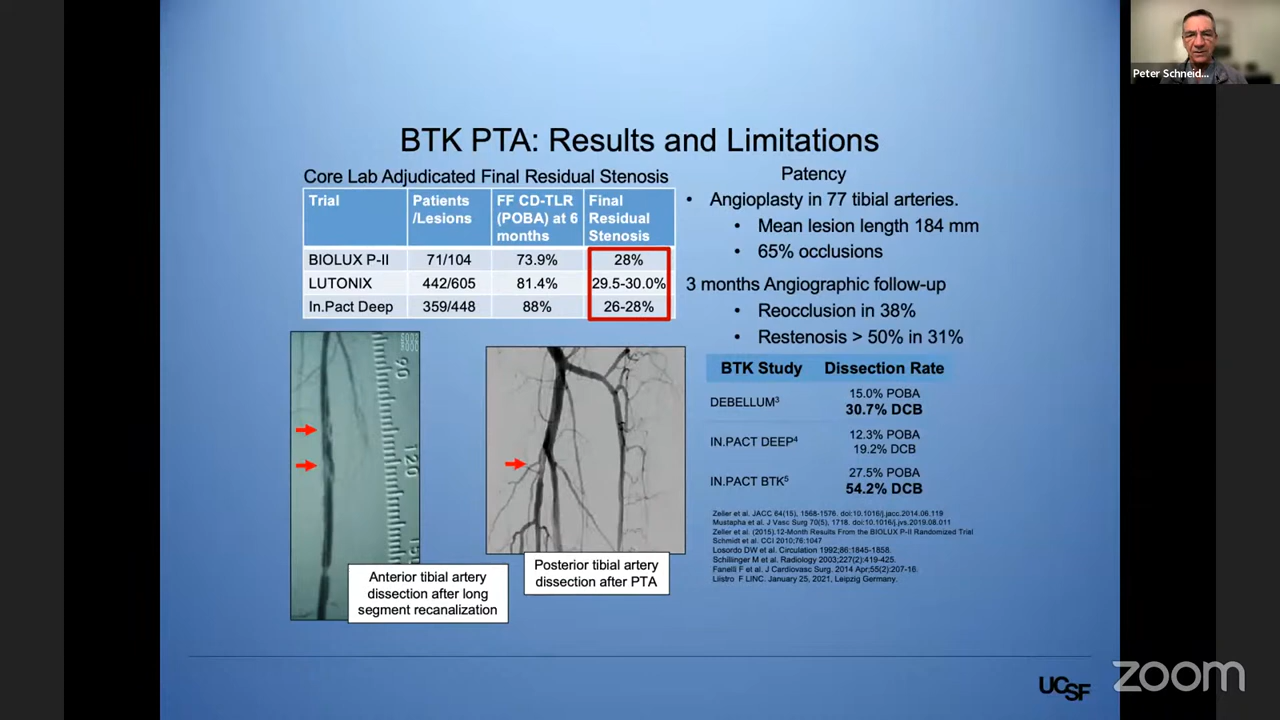 Peter Schneid...
BTK PTA: Results and Limitations
Core Lab Adjudicated Final Residual Stenosis
Trial Patients /Lesions FF CD-TLR (POBA) at 6 months Final Residual Stenosis
BIOLUX P-II 71/104 73.9% 28%
LUTONIX 442/605 81.4% 29.5-30.0%
In.Pact Deep 359/448 88% 26-28%
Patency
• Angioplasty in 77 tibial arteries.
• Mean lesion length 184 mm
• 65% occlusions
3 months Angiographic follow-up
• Reocclusion in 38%
• Restenosis > 50% in 31%
BTK Study Dissection Rate
DEBELLUM3 15.0% POBA
30.7% DCB
IN.PACT DEEP4 12.3% POBA
19.2% DCB
IN.PACT BTK5 27.5% POBA
54.2% DCB
Zeller et al. JACC 64(15), 1568-1576. doi:10.1016/j.jacc.2014.06.119
Mustapha et al. J Vasc Surg 70(5), 1718. doi:10.1016/j.jvs.2019.08.011
Zeller et al. (2015).12-Month Results From the BIOLUX P-II Randomized Trial
Schmidt et al. CCI 2010;76:1047
Losordo DW et al. Circulation 1992;86:1845-1858.
Schillinger M et al. Radiology 2003;227(2):419-425.
Fanelli F et al. J Cardiovasc Surg. 2014 Apr;55(2):207-16.
Liistro F LINC. January 25, 2021, Leipzig Germany.
90
120
Anterior tibial artery
dissection after long
segment recanalization
Posterior tibial artery
dissection after PTA
UCSF
zoom